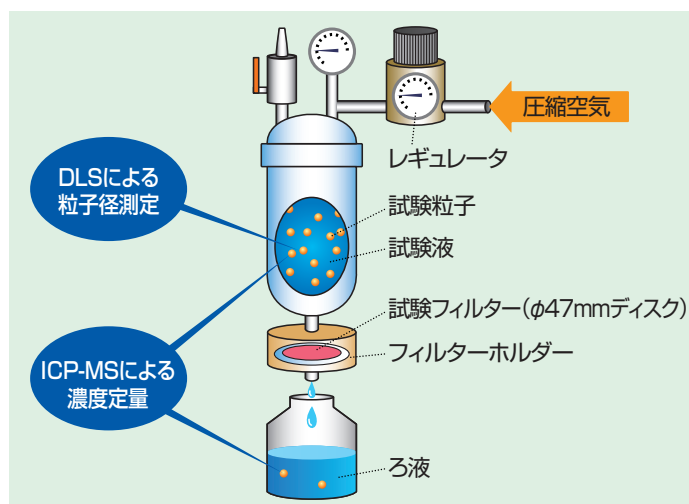 圧縮空気
レギュレータ
DLSによる
粒子径測定
試験粒子
試験液
試験フィルター(φ47mmディスク)
フィルターホルダー
ICP-MSによる
濃度定量
ろ液